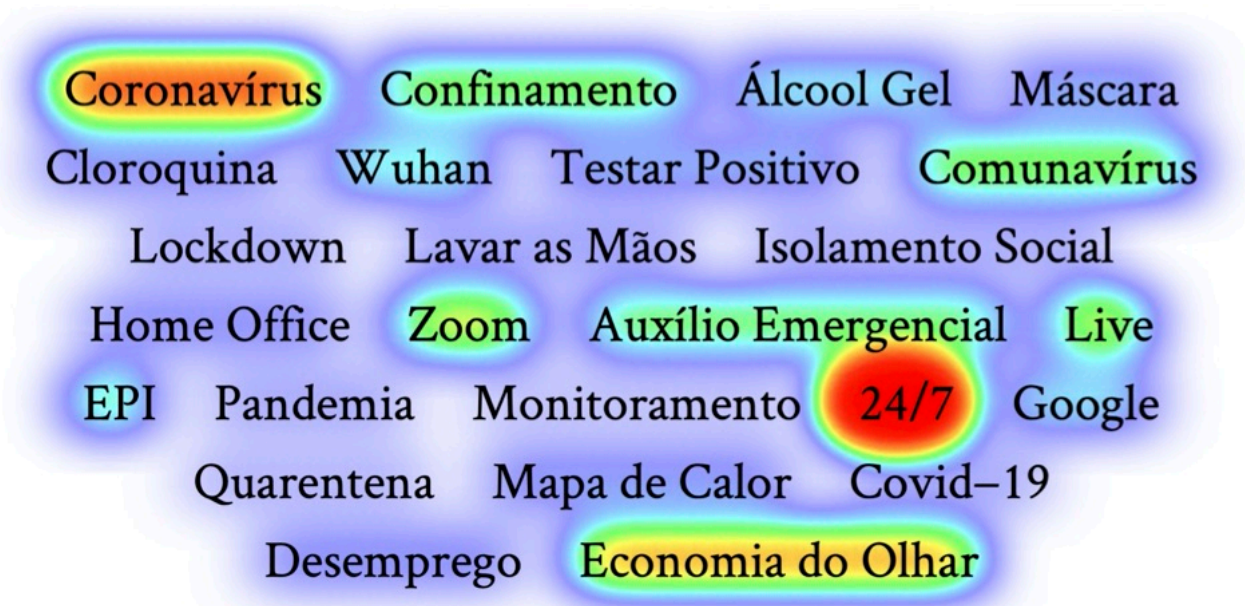 Coronavírus Confinamento Álcool Gel Máscara
Cloroquina Wuhan Testar Positivo Comunavírus
Lockdown Lavar as Mãos Isolamento Social
Home Office Zoom Auxílio Emergencial Live
EPI Pandemia Monitoramento 24/7 Google
Quarentena Mapa de Calor Covid–19
Desemprego Economia do Olhar